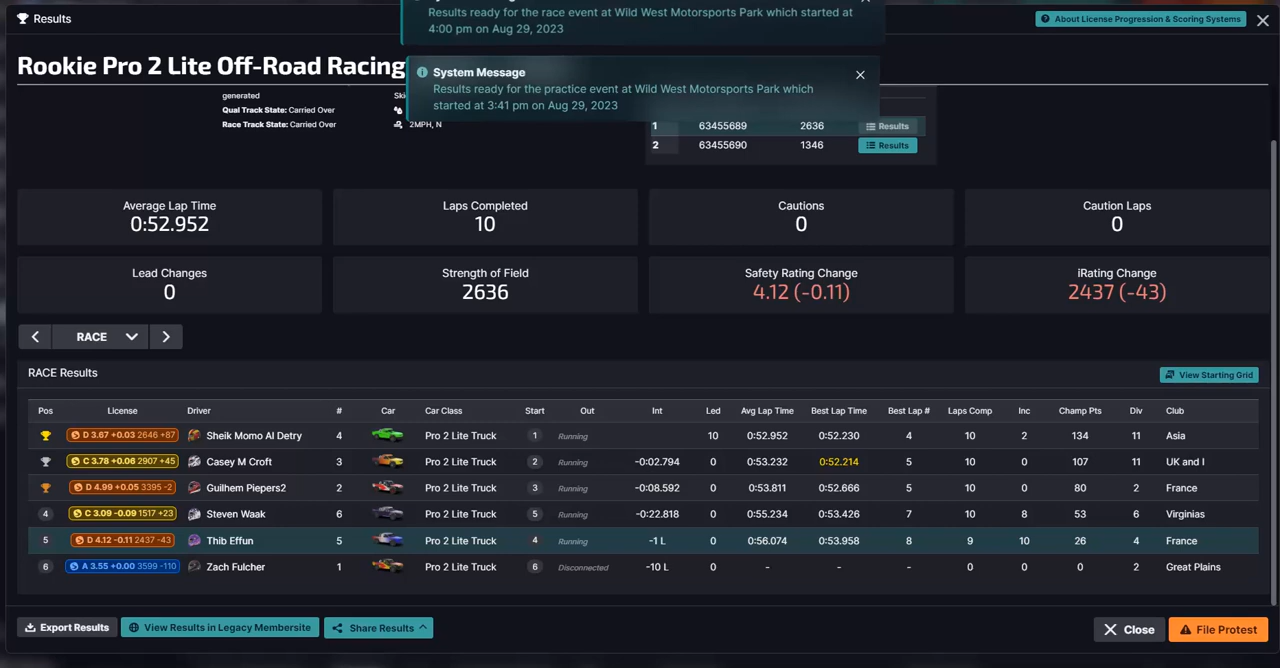 Results
About License Progression & Scoring Systems
Results ready for the race event at Wild West Motorsports Park which started at
4:00 pm on Aug 29, 2023
Rookie Pro 2 Lite Off-Road Racing
System Message
Results ready for the practice event at Wild West Motorsports Park which
started at 3:41 pm on Aug 29, 2023
generated
Qual Track State: Carried Over
Race Track State: Carried Over
2MPH, N
1 63455689 2636 Results
2 63455690 1346 Results
Average Lap Time
0:52.952
Laps Completed
10
Cautions
0
Caution Laps
0
Lead Changes
0
Strength of Field
2636
Safety Rating Change
4.12 (-0.11)
iRating Change
2437 (-43)
RACE
RACE Results
View Starting Grid
Pos License Driver # Car Car Class Start Out Int Led Avg Lap Time Best Lap Time Best Lap # Laps Comp Inc Champ Pts Div Club
D 3.67 +0.03 2646 +87 Sheik Momo Al Detry 4 Pro 2 Lite Truck 1 Running 10 0:52.952 0:52.230 4 10 2 134 11 Asia
C 3.78 +0.06 2907 +45 Casey M Croft 3 Pro 2 Lite Truck 2 Running -0:02.794 0 0:53.232 0:52.214 5 10 0 107 11 UK and I
D 4.99 +0.05 3395 -2 Guilhem Piepers2 2 Pro 2 Lite Truck 3 Running -0:08.592 0 0:53.811 0:52.666 5 10 0 80 2 France
4 C 3.09 -0.09 1517 +23 Steven Waak 6 Pro 2 Lite Truck 5 Running -0:22.818 0 0:55.234 0:53.426 7 10 8 53 6 Virginias
5 D 4.12 -0.11 2437 -43 Thib Effun 5 Pro 2 Lite Truck 4 Running -1 L 0 0:56.074 0:53.958 8 9 10 26 4 France
6 A 3.55 +0.00 3599 -110 Zach Fulcher 1 Pro 2 Lite Truck 6 Disconnected -10 L 0 - - - 0 0 0 2 Great Plains
Export Results
View Results in Legacy Membersite
Share Results
Close
File Protest